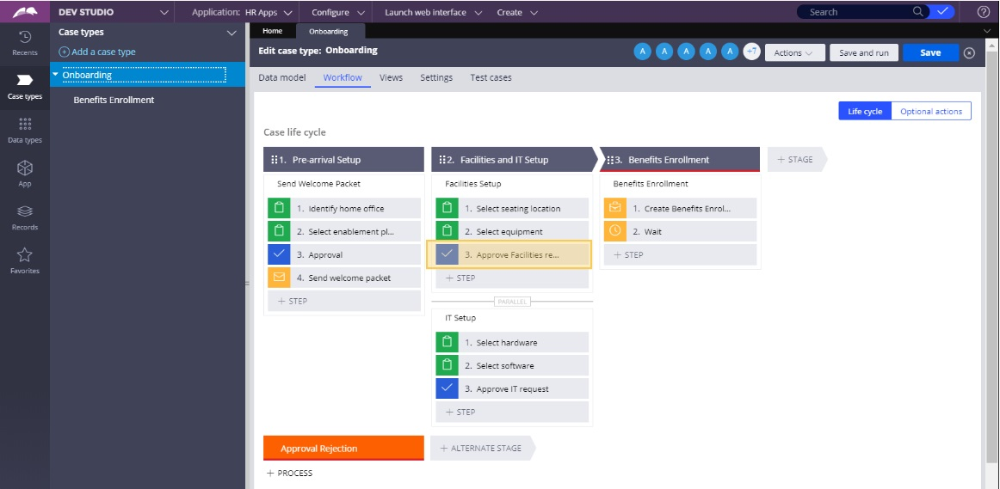 DEV STUDIO
Application: HR Apps
Configure
Launch web interface
Create
Search
?
Recents
Case types
Data types
App
Records
Favorites
Case types
+ Add a case type
Onboarding
Benefits Enrollment
Home
Onboarding
Edit case type: Onboarding
A A A A A +7
Actions
Save and run
Save
Data model
Workflow
Views
Settings
Test cases
Life cycle
Optional actions
Case life cycle
1. Pre-arrival Setup
Send Welcome Packet
1. Identify home office
2. Select enablement pl...
3. Approval
4. Send welcome packet
+ STEP
2. Facilities and IT Setup
Facilities Setup
1. Select seating location
2. Select equipment
3. Approve Facilities re...
+ STEP
PARALLEL
IT Setup
1. Select hardware
2. Select software
3. Approve IT request
+ STEP
3. Benefits Enrollment
Benefits Enrollment
1. Create Benefits Enrol...
2. Wait
+ STEP
+ STAGE
Approval Rejection
+ ALTERNATE STAGE
+ PROCESS